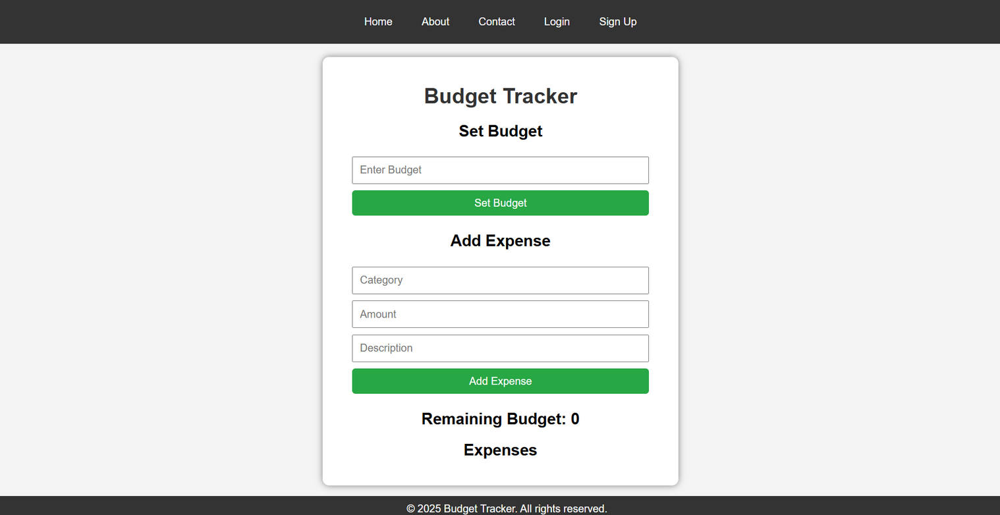 Home About Contact Login Sign Up
Budget Tracker
Set Budget
Enter Budget
Set Budget
Add Expense
Category
Amount
Description
Add Expense
Remaining Budget: 0
Expenses
© 2025 Budget Tracker. All rights reserved.